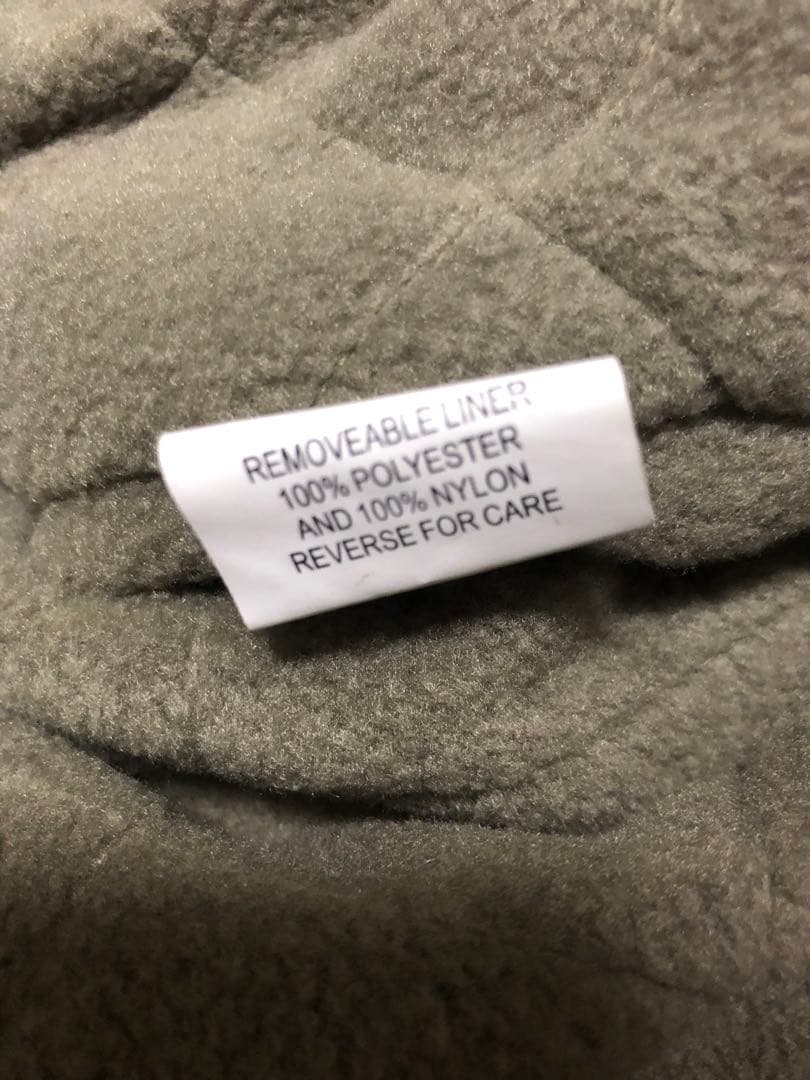 REMOVEABLE LINER
100% POLYESTER
AND 100% NYLON
REVERSE FOR CARE